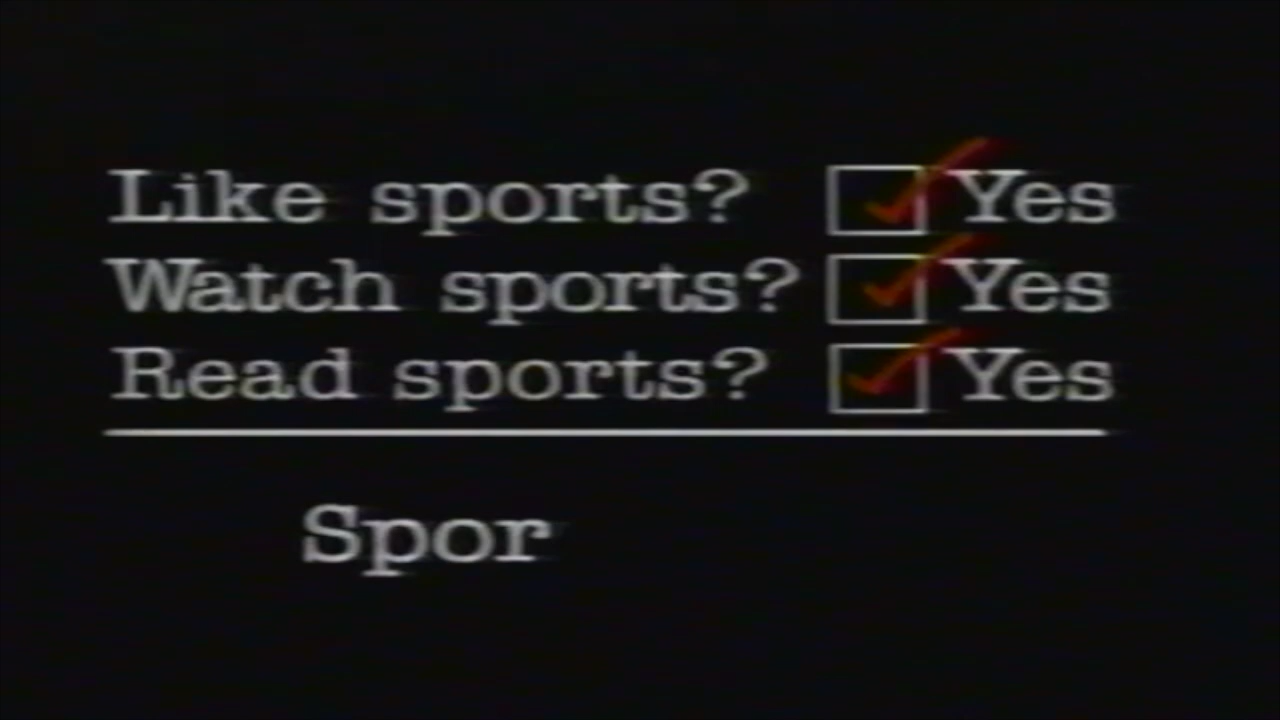 Like sports? Yes
Watch sports? Yes
Read sports? Yes
Spor